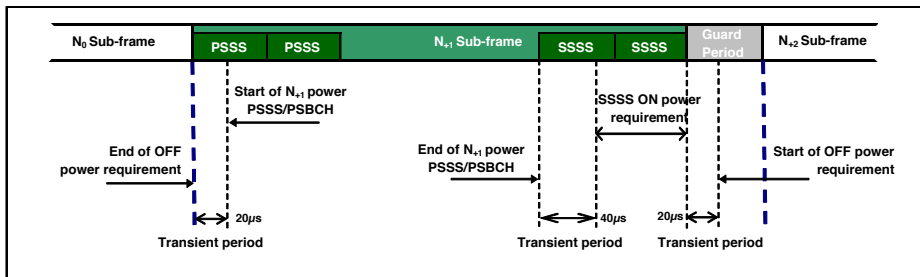 N0 Sub-frame
PSSS
PSSS
N+1 Sub-frame
SSSS
SSSS
Guard
Period
N+2 Sub-frame
Start of N+1 power
PSSS/PSBCH
SSSS ON power
requirement
End of OFF
power requirement
End of N+1 power
PSSS/PSBCH
Start of OFF power
requirement
20µs
40µs
20µs
Transient period
Transient period
Transient period